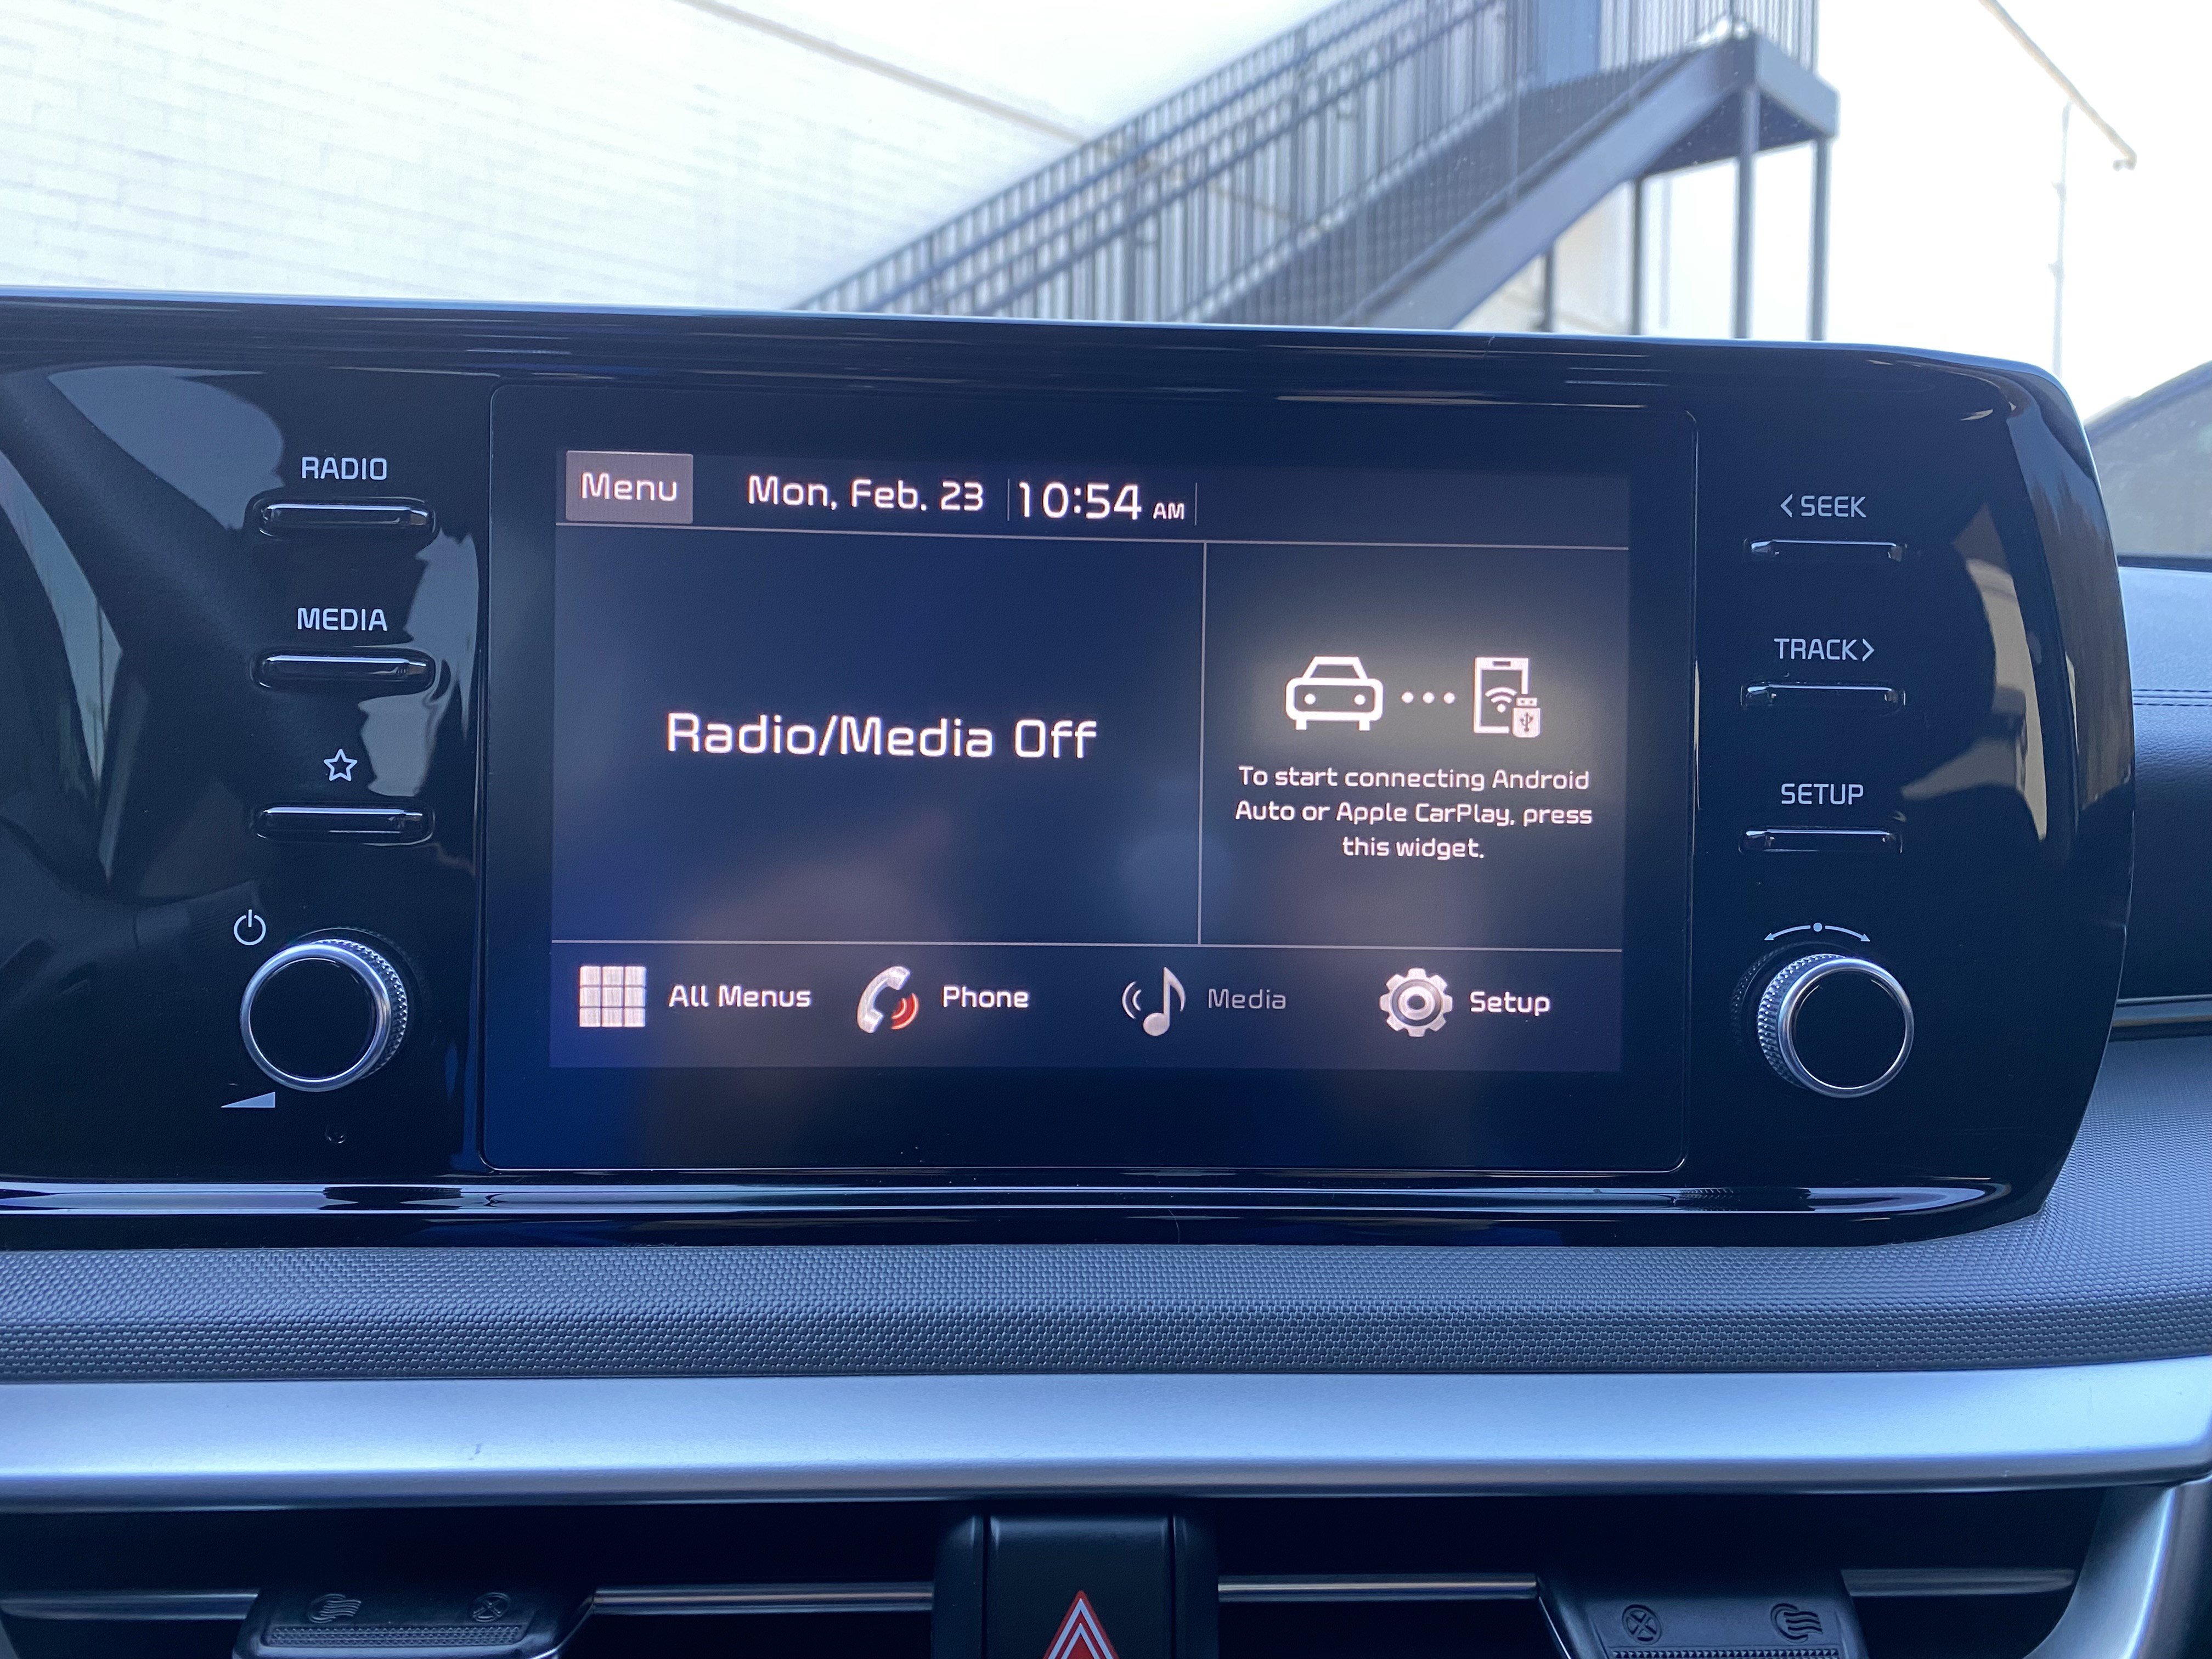 RADIO
MEDIA
Menu
Mon, Feb. 23
10:54 AM
Radio/Media Off
To start connecting Android
Auto or Apple CarPlay, press
this widget.
All Menus
Phone
Media
Setup
< SEEK
TRACK >
SETUP